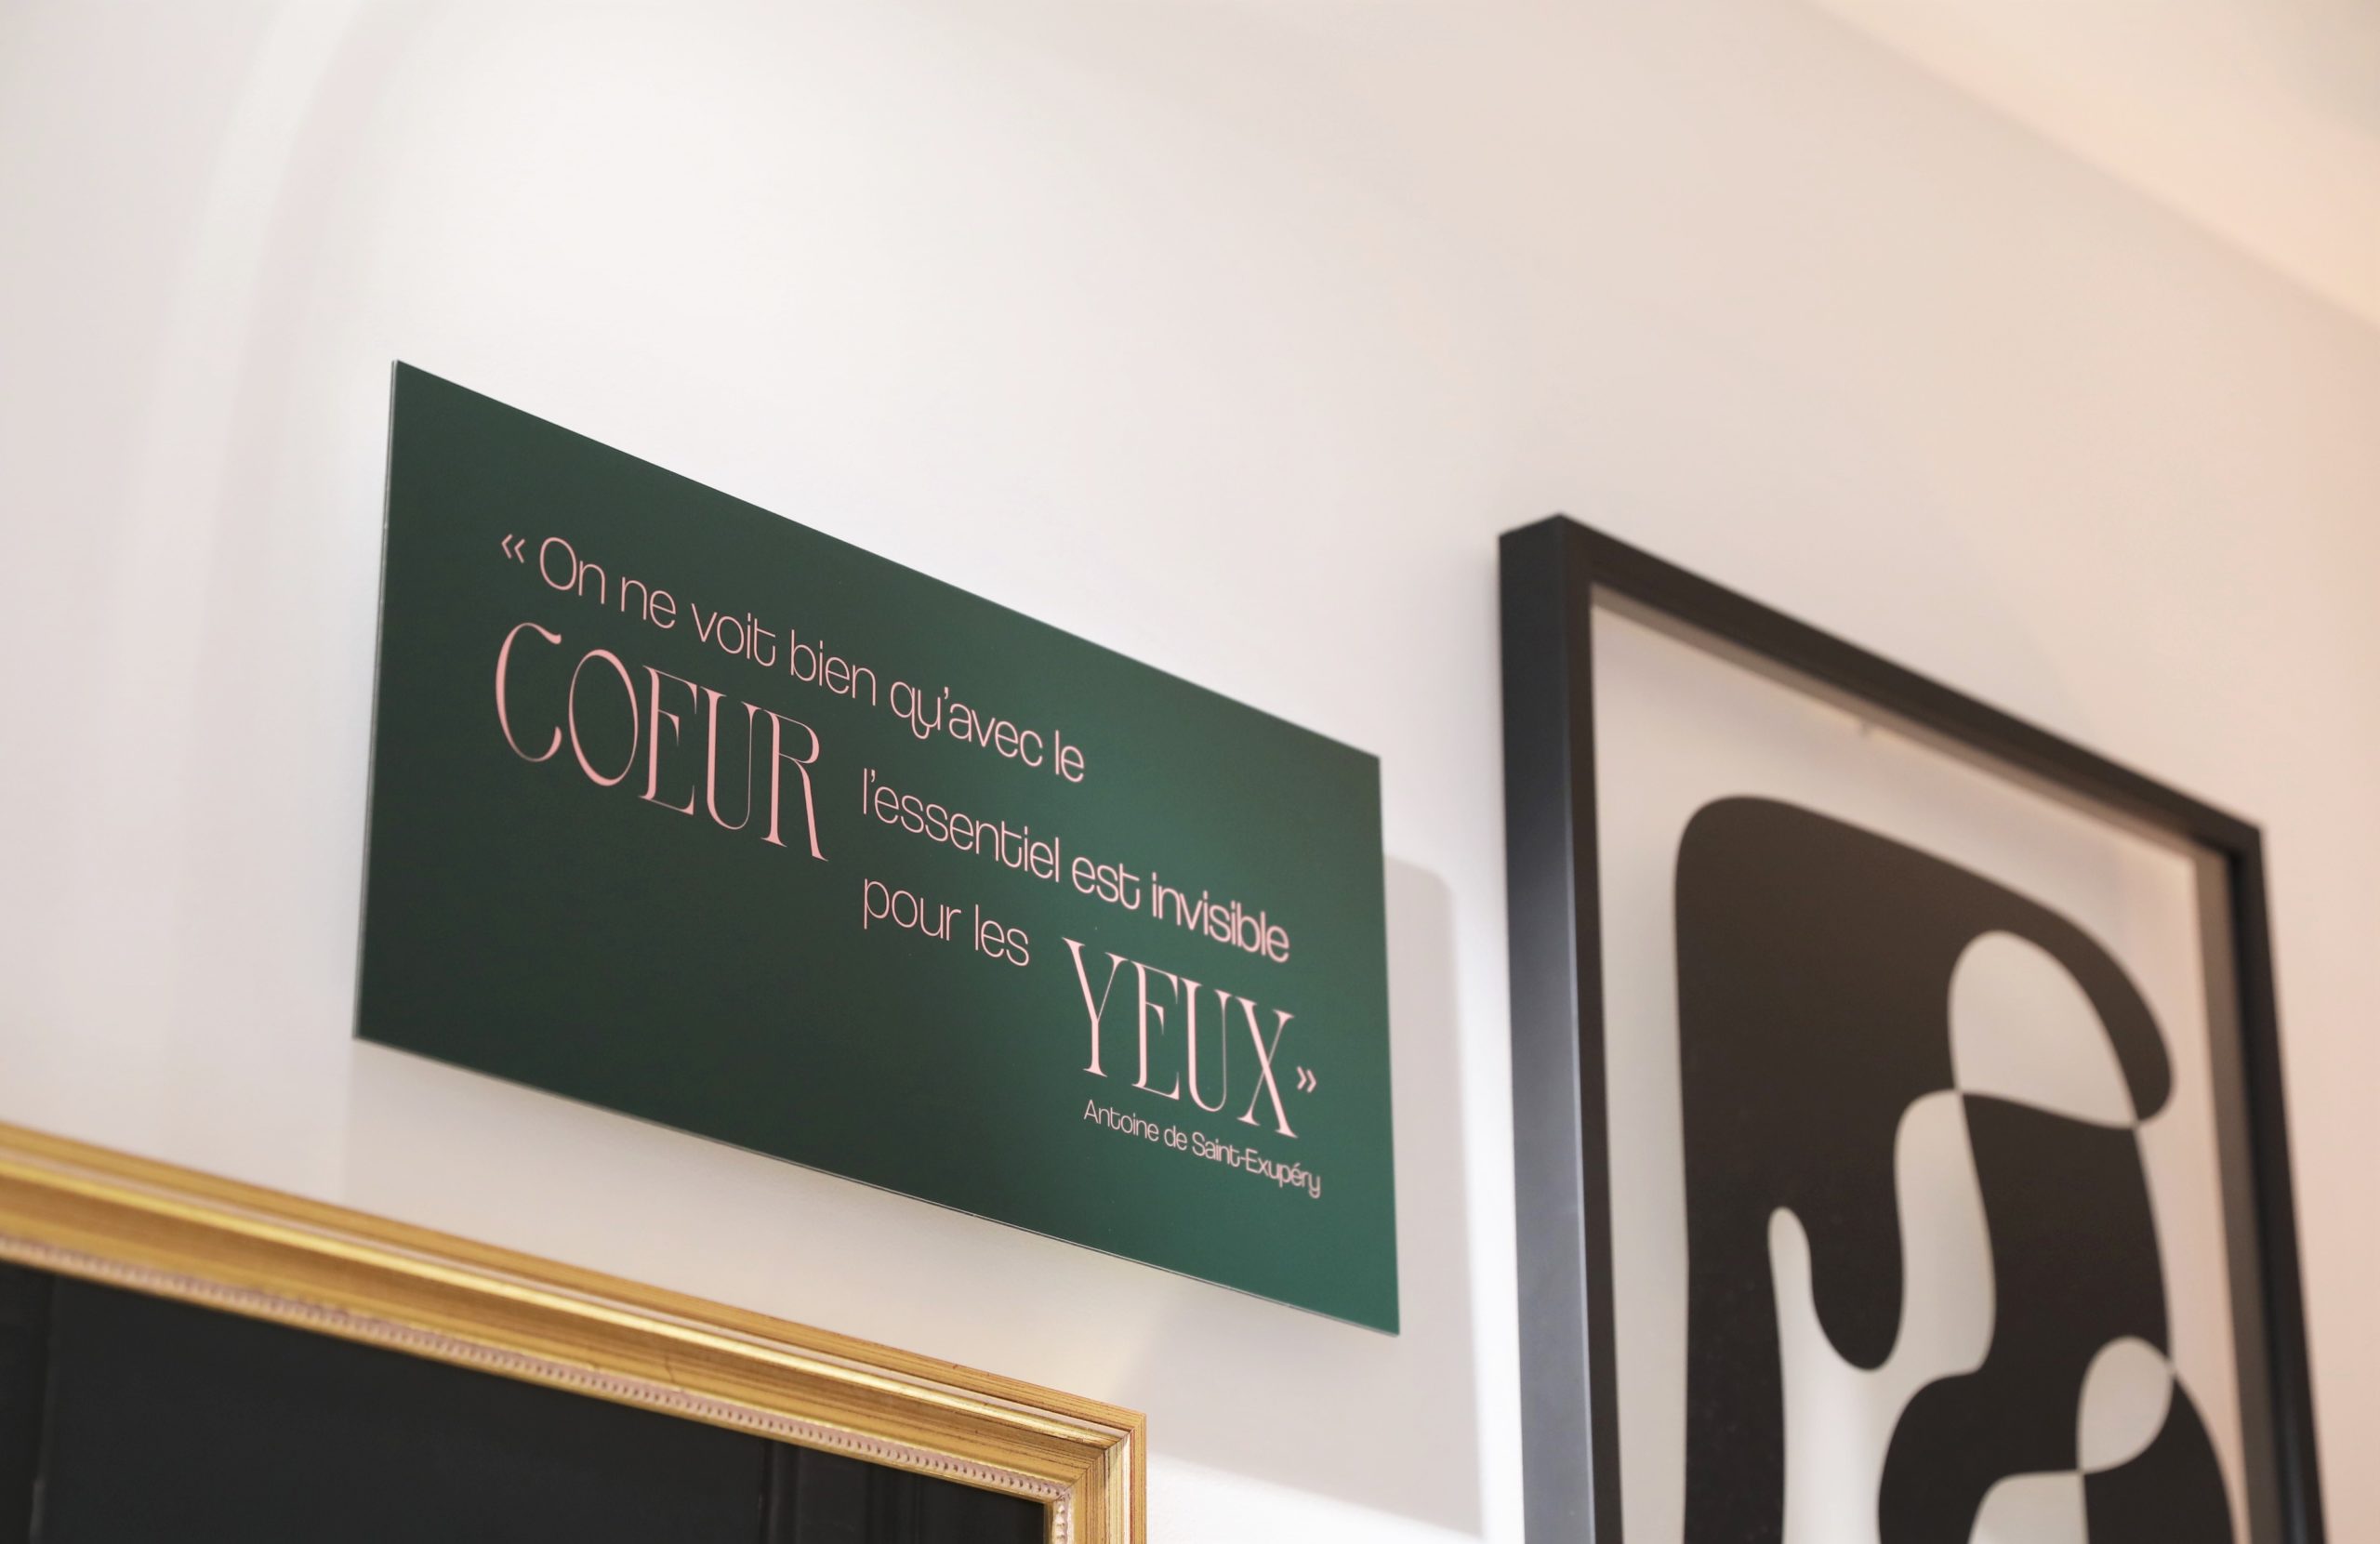 « On ne voit bien qu'avec le
COEUR
l'essentiel est invisible
pour les YEUX »
Antoine de Saint-Exupéry